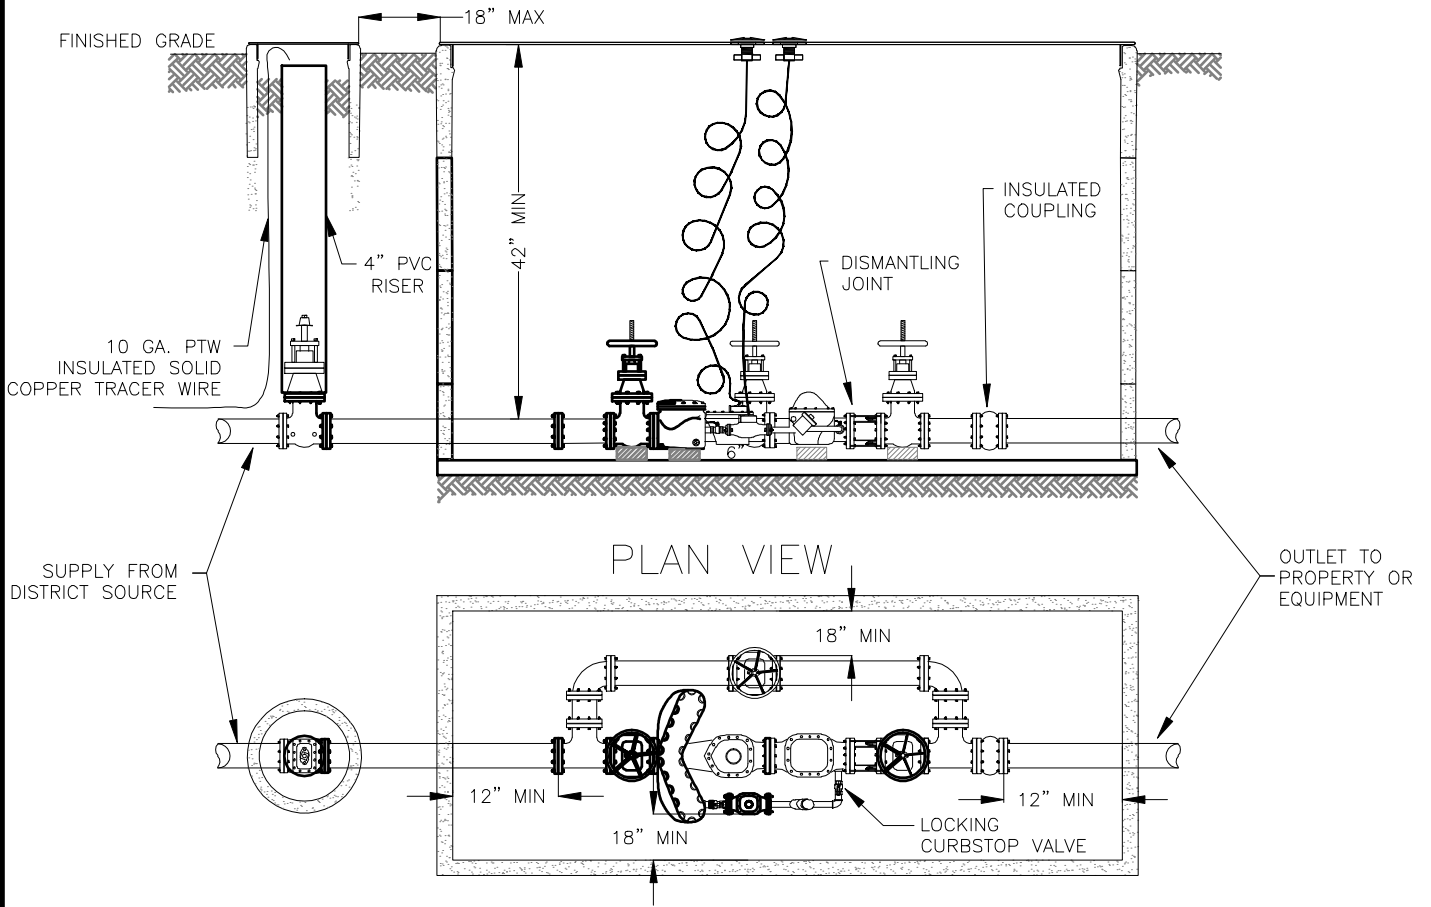 18” MAX
FINISHED GRADE
42” MIN
INSULATED
COUPLING
4” PVC
RISER
DISMANTLING
JOINT
10 GA. PTW
INSULATED SOLID
COPPER TRACER WIRE
6”
PLAN VIEW
SUPPLY FROM
DISTRICT SOURCE
OUTLET TO
PROPERTY OR
EQUIPMENT
18” MIN
12” MIN
12” MIN
18” MIN
LOCKING
CURBSTOP VALVE